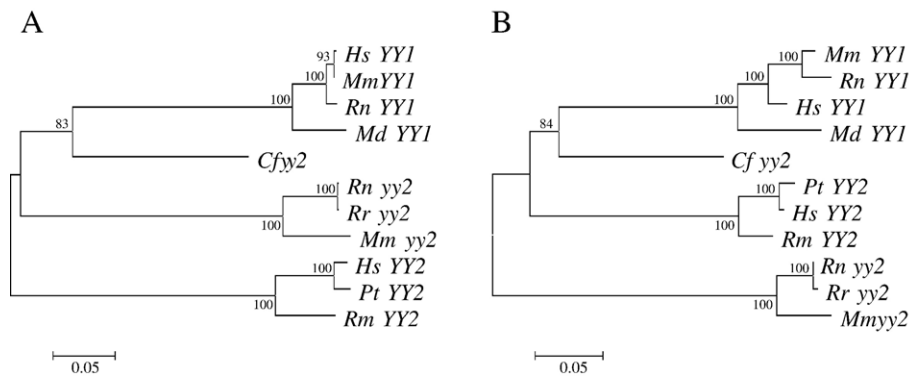 A
93
Hs YY1
MmYY1
100
Rn YY1
100
Md YY1
83
Cfyy2
100
Rn yy2
Rr yy2
100
Mm yy2
100
Hs YY2
Pt YY2
100
Rm YY2
0.05
B
100
Mm YY1
Rn YY1
100
Hs YY1
100
Md YY1
84
Cf yy2
100
Pt YY2
Hs YY2
100
Rm YY2
100
Rn yy2
Rr yy2
100
Mmyy2
0.05